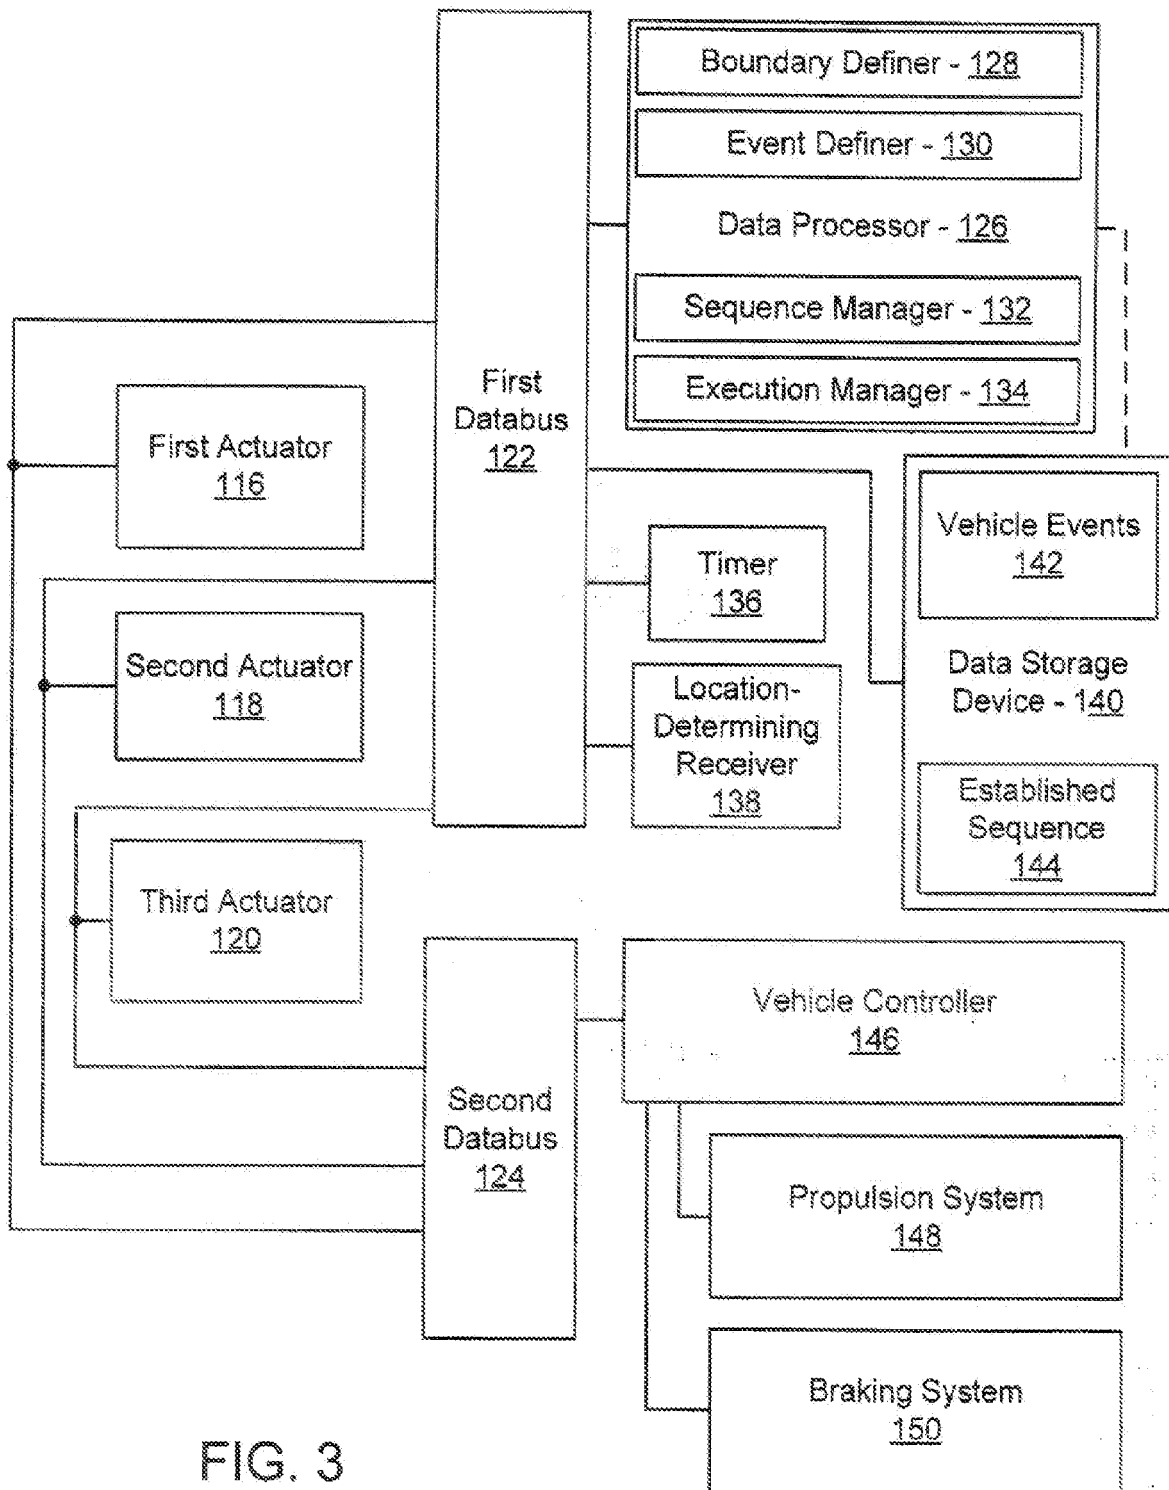 Boundary Definer - 128
Event Definer - 130
Data Processor - 126
Sequence Manager - 132
Execution Manager - 134
First
Databus
122
First Actuator
116
Vehicle Events
142
Timer
136
Second Actuator
118
Data Storage
Device - 140
Location-
Determining
Receiver
138
Established
Sequence
144
Third Actuator
120
Vehicle Controller
146
Second
Databus
124
Propulsion System
148
Braking System
150
FIG. 3